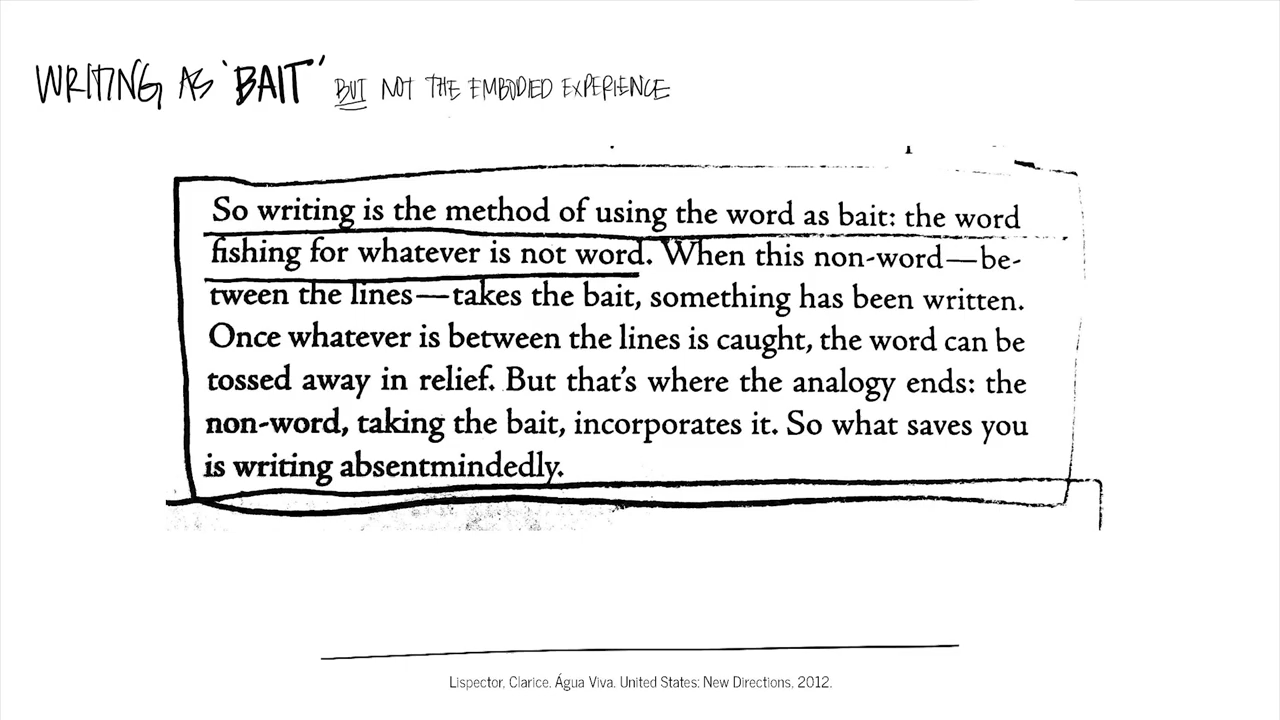 WRITING AS 'BAIT' BUT NOT THE EMBODIED EXPERIENCE
So writing is the method of using the word as bait: the word
fishing for whatever is not word. When this non-word—be-
tween the lines—takes the bait, something has been written.
Once whatever is between the lines is caught, the word can be
tossed away in relief. But that's where the analogy ends: the
non-word, taking the bait, incorporates it. So what saves you
is writing absentmindedly.
Lispector, Clarice. Água Viva. United States: New Directions, 2012.